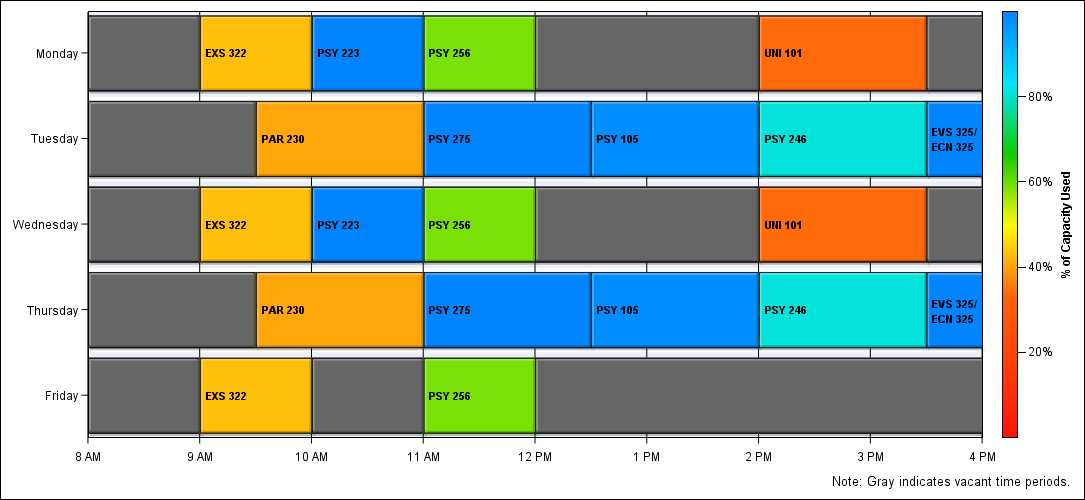 Monday
EXS 322
PSY 223
PSY 256
UNI 101
Tuesday
PAR 230
PSY 275
PSY 105
PSY 246
EVS 325/
ECN 325
Wednesday
EXS 322
PSY 223
PSY 256
UNI 101
Thursday
PAR 230
PSY 275
PSY 105
PSY 246
EVS 325/
ECN 325
Friday
EXS 322
PSY 256
8 AM
9 AM
10 AM
11 AM
12 PM
1 PM
2 PM
3 PM
4 PM
80%
60%
40%
20%
% of Capacity Used
Note: Gray indicates vacant time periods.